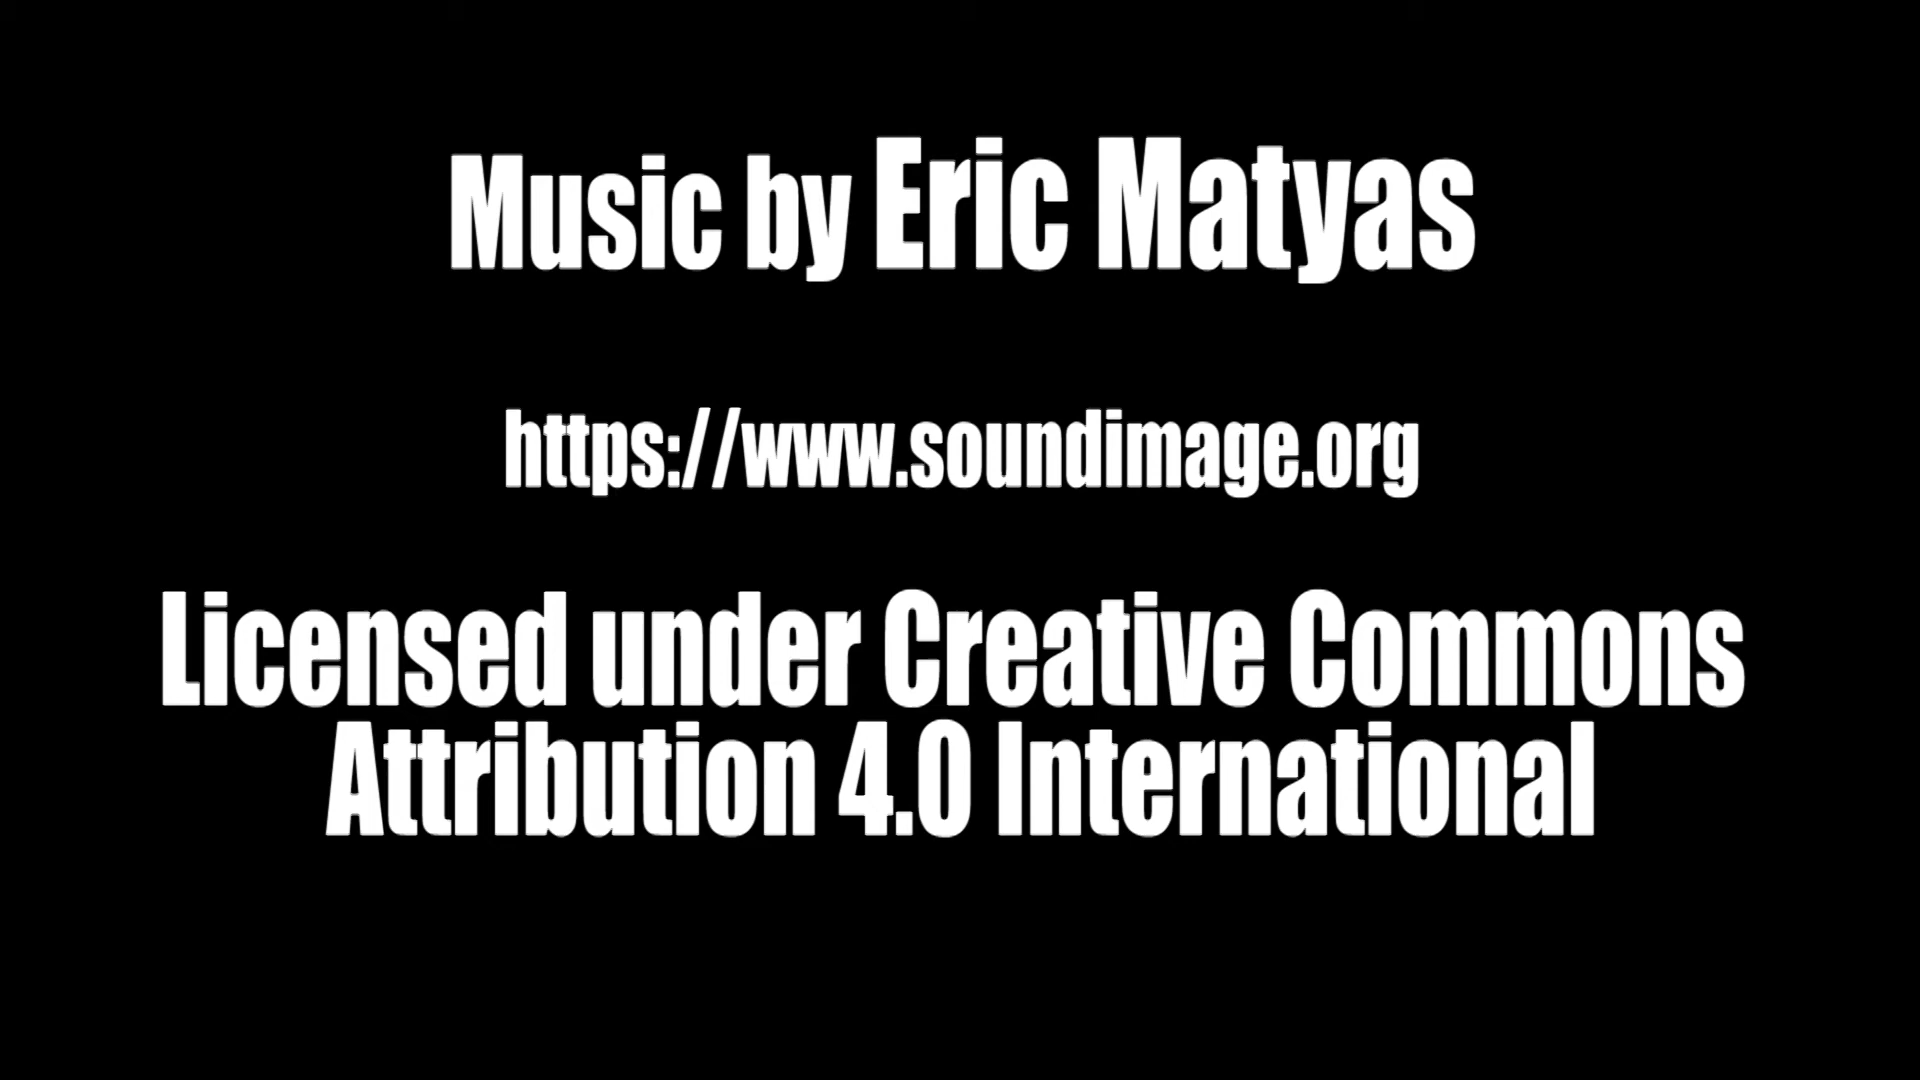 Music by Eric Matyas
https://www.soundimage.org
Licensed under Creative Commons
Attribution 4.0 International